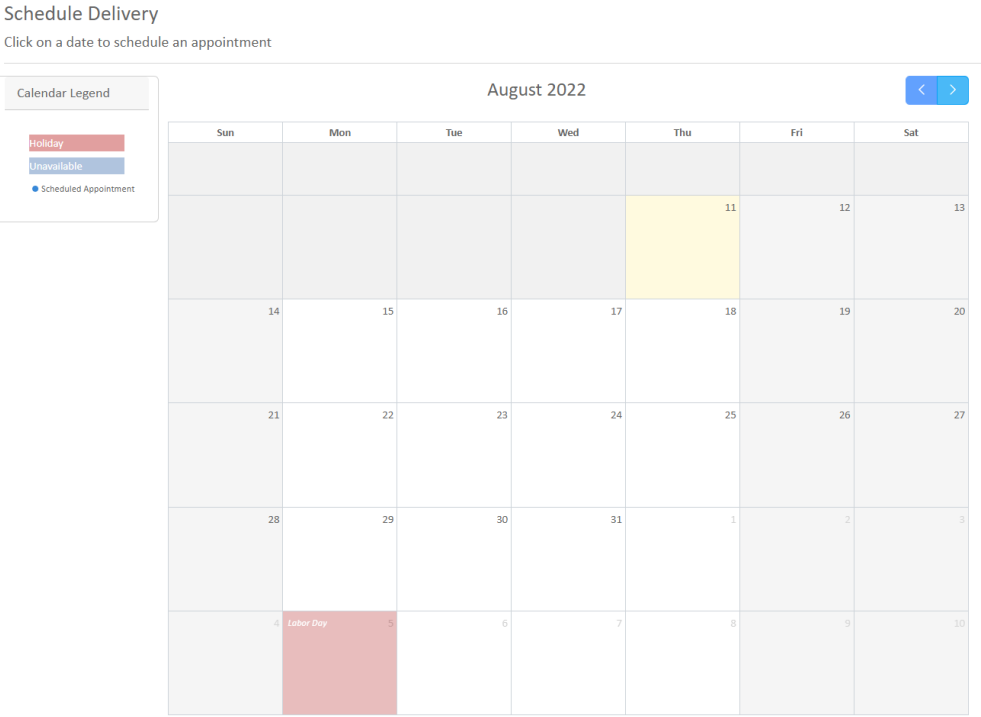 Schedule Delivery
Click on a date to schedule an appointment
Calendar Legend
Holiday
Unavailable
Scheduled Appointment
August 2022
Sun Mon Tue Wed Thu Fri Sat
11 12 13
14 15 16 17 18 19 20
21 22 23 24 25 26 27
28 29 30 31 1 2 3
4 Labor Day 5 6 7 8 9 10